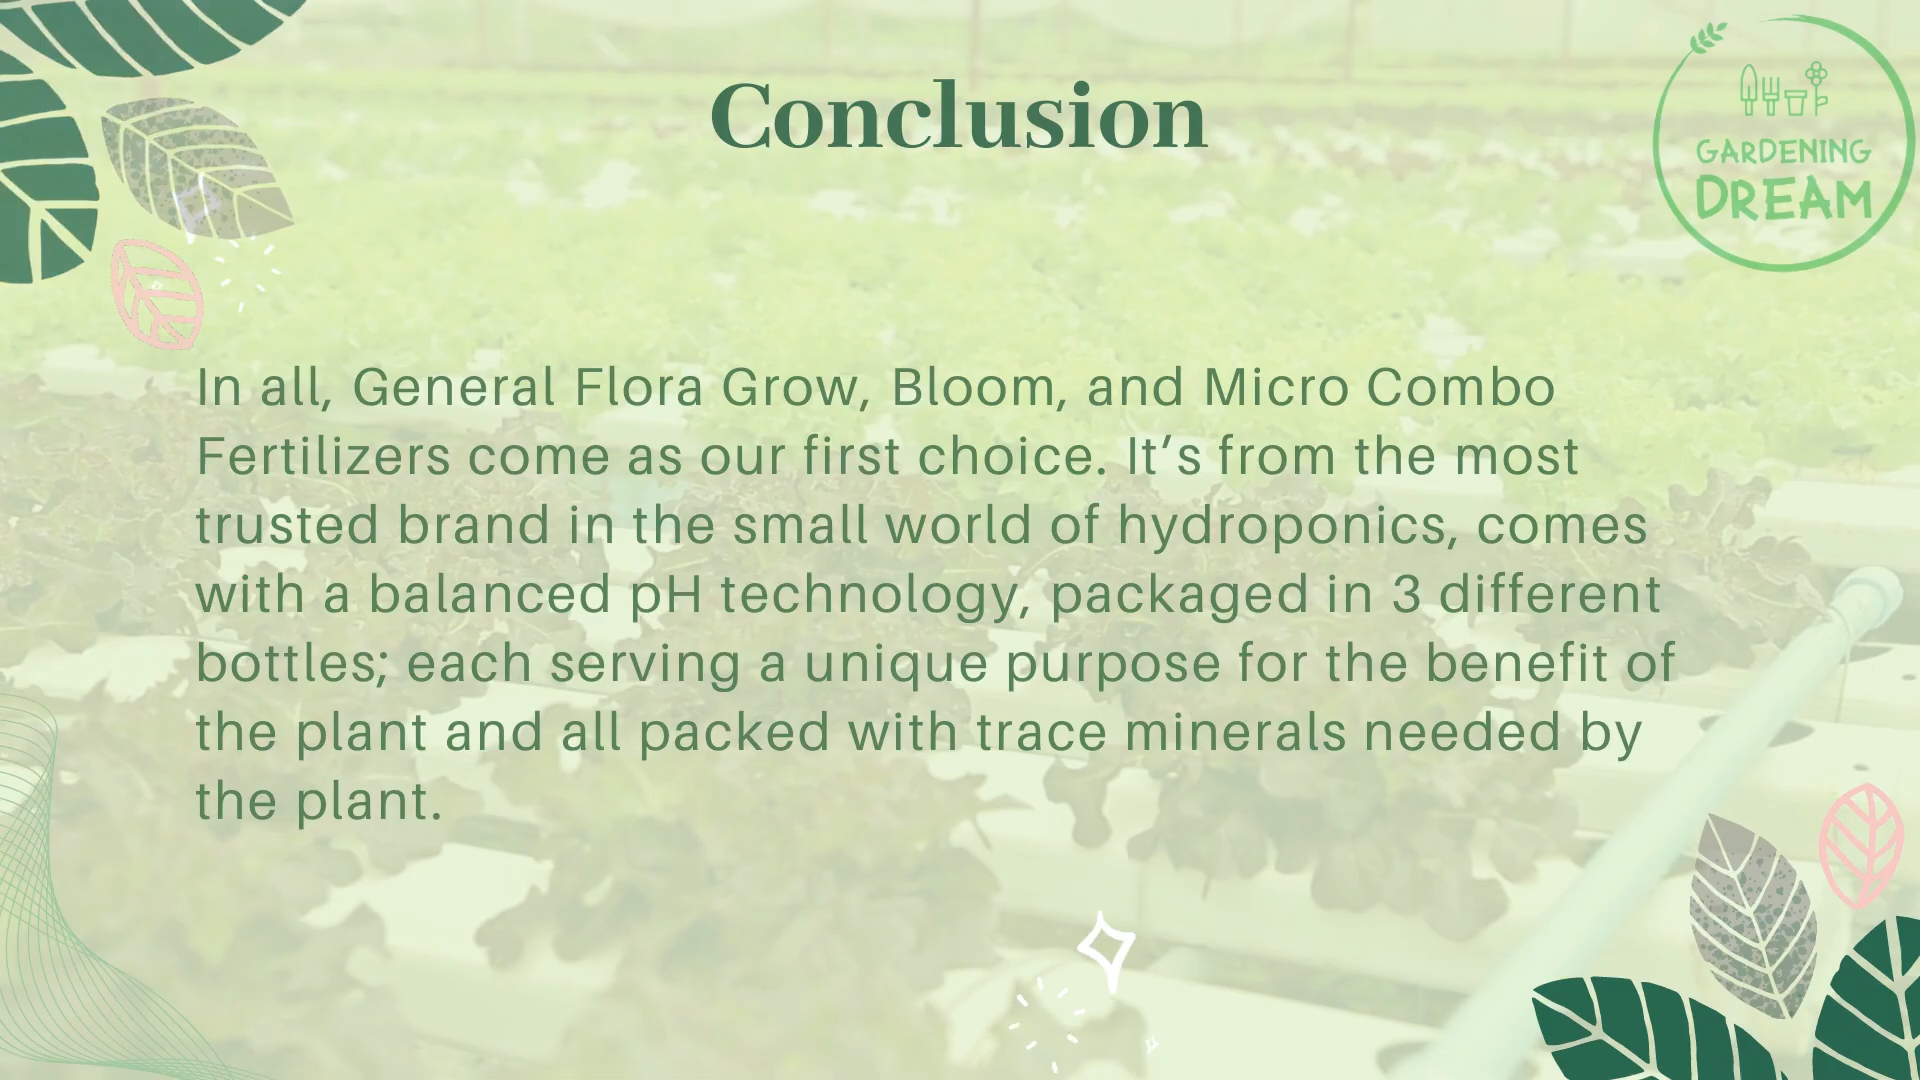 Conclusion
GARDENING
DREAM
In all, General Flora Grow, Bloom, and Micro Combo
Fertilizers come as our first choice. It’s from the most
trusted brand in the small world of hydroponics, comes
with a balanced pH technology, packaged in 3 different
bottles; each serving a unique purpose for the benefit of
the plant and all packed with trace minerals needed by
the plant.